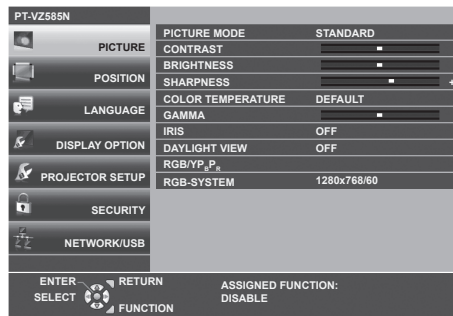 PT-VZ585N
PICTURE
POSITION
LANGUAGE
DISPLAY OPTION
PROJECTOR SETUP
SECURITY
NETWORK/USB
PICTURE MODE STANDARD
CONTRAST
BRIGHTNESS
SHARPNESS +
COLOR TEMPERATURE DEFAULT
GAMMA
IRIS OFF
DAYLIGHT VIEW OFF
RGB/YPBPR
RGB-SYSTEM 1280x768/60
ENTER RETURN
SELECT FUNCTION
ASSIGNED FUNCTION:
DISABLE